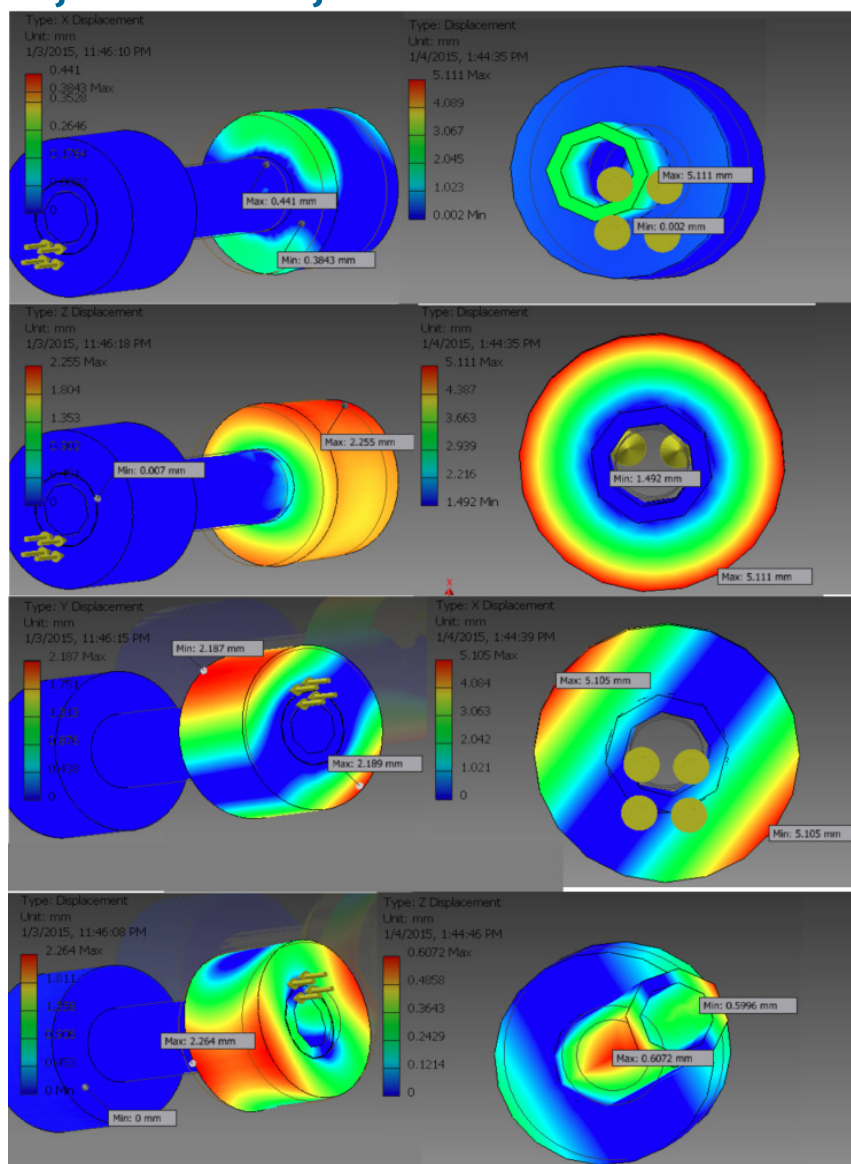 Type: X Displacement
Unit: mm
1/3/2015, 11:46:10 PM
0.441
0.3843 Max
0.3528
0.2646
0
Max: 0.441 mm
Min: 0.3843 mm
Type: Displacement
Unit: mm
1/4/2015, 1:44:35 PM
5.111 Max
4.089
3.067
2.045
1.023
0.002 Min
Max: 5.111 mm
Min: 0.002 mm
Type: Z Displacement
Unit: mm
1/3/2015, 11:46:18 PM
2.255 Max
1.804
1.353
0
Min: 0.007 mm
Max: 2.255 mm
Type: Displacement
Unit: mm
1/4/2015, 1:44:35 PM
5.111 Max
4.387
3.663
2.939
2.216
1.492 Min
Min: 1.492 mm
Max: 5.111 mm
X
Type: Y Displacement
Unit: mm
1/3/2015, 11:46:15 PM
2.187 Max
0
Min: 2.187 mm
Max: 2.189 mm
Type: X Displacement
Unit: mm
1/4/2015, 1:44:39 PM
5.105 Max
4.084
3.063
2.042
1.021
0
Max: 5.105 mm
Min: 5.105 mm
Type: Displacement
Unit: mm
1/3/2015, 11:46:08 PM
2.264 Max
0 Min
Max: 2.264 mm
Min: 0 mm
Type: Z Displacement
Unit: mm
1/4/2015, 1:44:46 PM
0.6072 Max
0.4858
0.3643
0.2429
0.1214
0
Min: 0.5996 mm
Max: 0.6072 mm